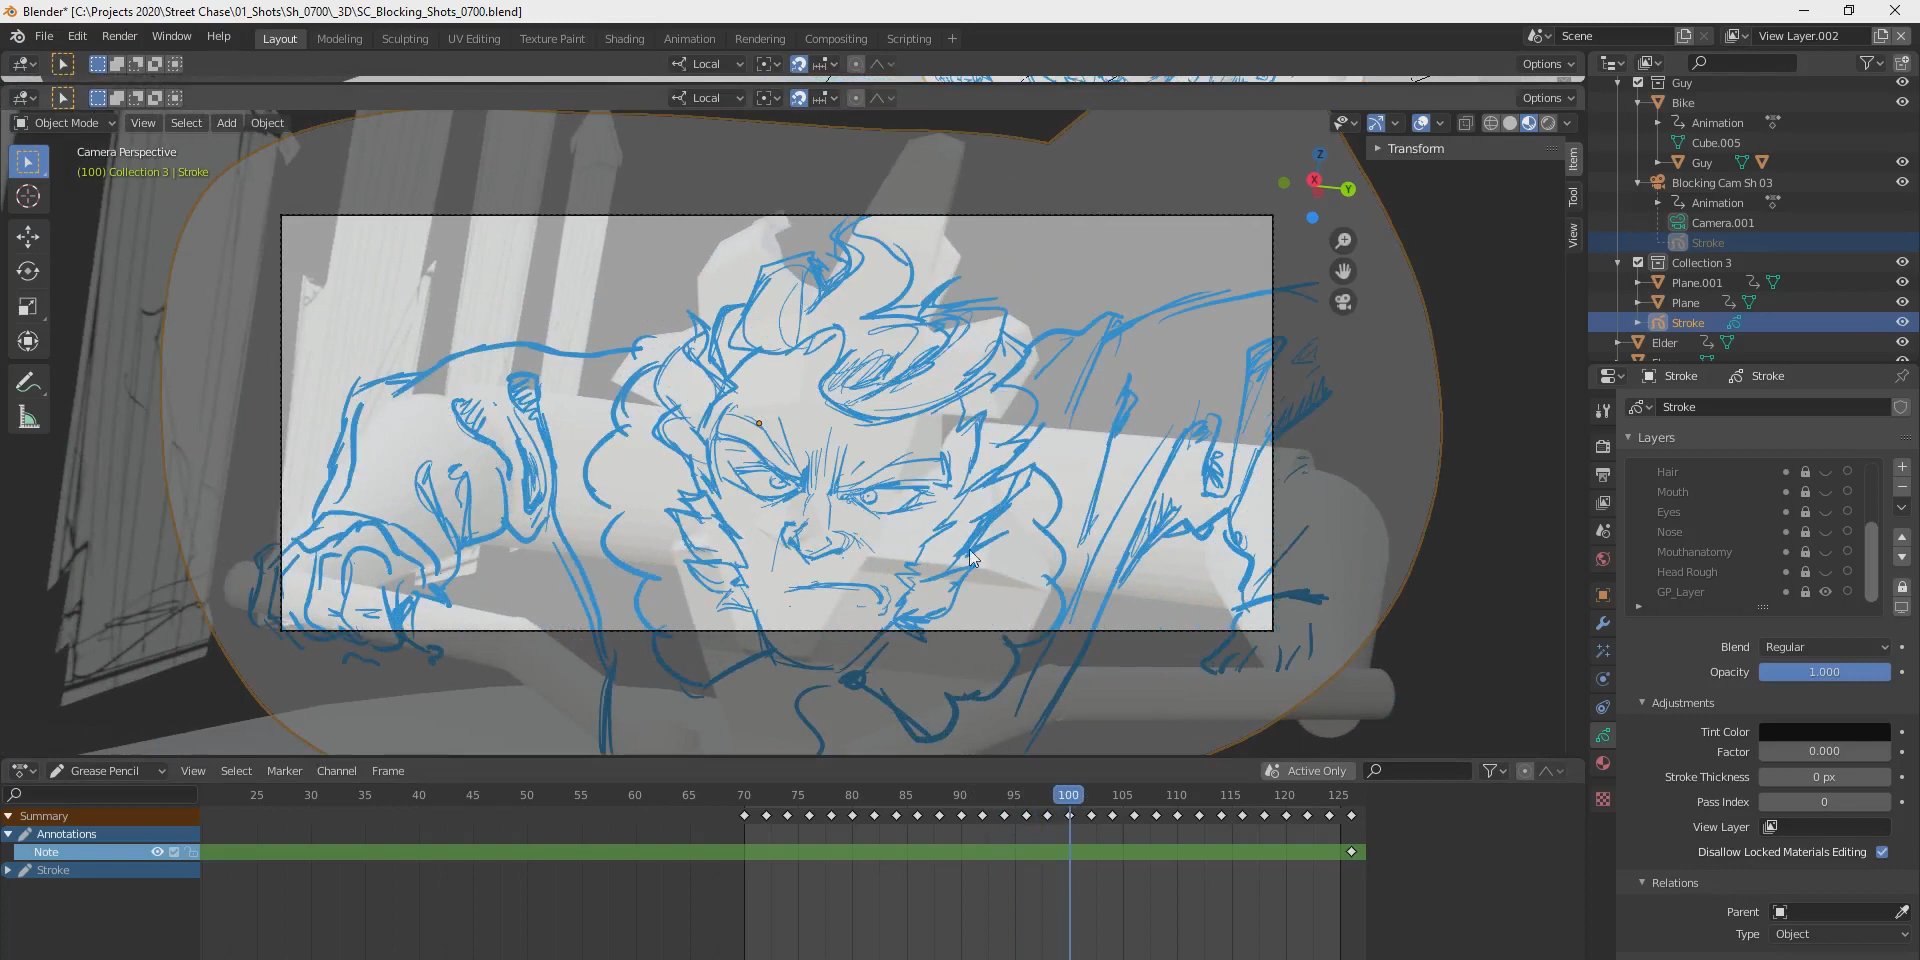 Blender* [C:\Projects 2020\Street Chase\01_Shots\Sh_0700\_3D\SC_Blocking_Shots_0700.blend]
File Edit Render Window Help
Layout Modeling Sculpting UV Editing Texture Paint Shading Animation Rendering Compositing Scripting +
Scene View Layer.002
Local Options
Local Options
Object Mode View Select Add Object
Camera Perspective
(100) Collection 3 | Stroke
Z
X
Y
Transform
Item
Tool
View
Guy
Bike
Animation
Cube.005
Guy
Blocking Cam Sh 03
Animation
Camera.001
Stroke
Collection 3
Plane.001
Plane
Stroke
Elder
Stroke Stroke
Stroke
Layers
Hair
Mouth
Eyes
Nose
Mouthanatomy
Head Rough
GP_Layer
Blend Regular
Opacity 1.000
Adjustments
Tint Color
Factor 0.000
Stroke Thickness 0 px
Pass Index 0
View Layer
Disallow Locked Materials Editing
Relations
Parent
Type Object
Grease Pencil View Select Marker Channel Frame Active Only
25 30 35 40 45 50 55 60 65 70 75 80 85 90 95 100 105 110 115 120 125
Summary
Annotations
Note
Stroke